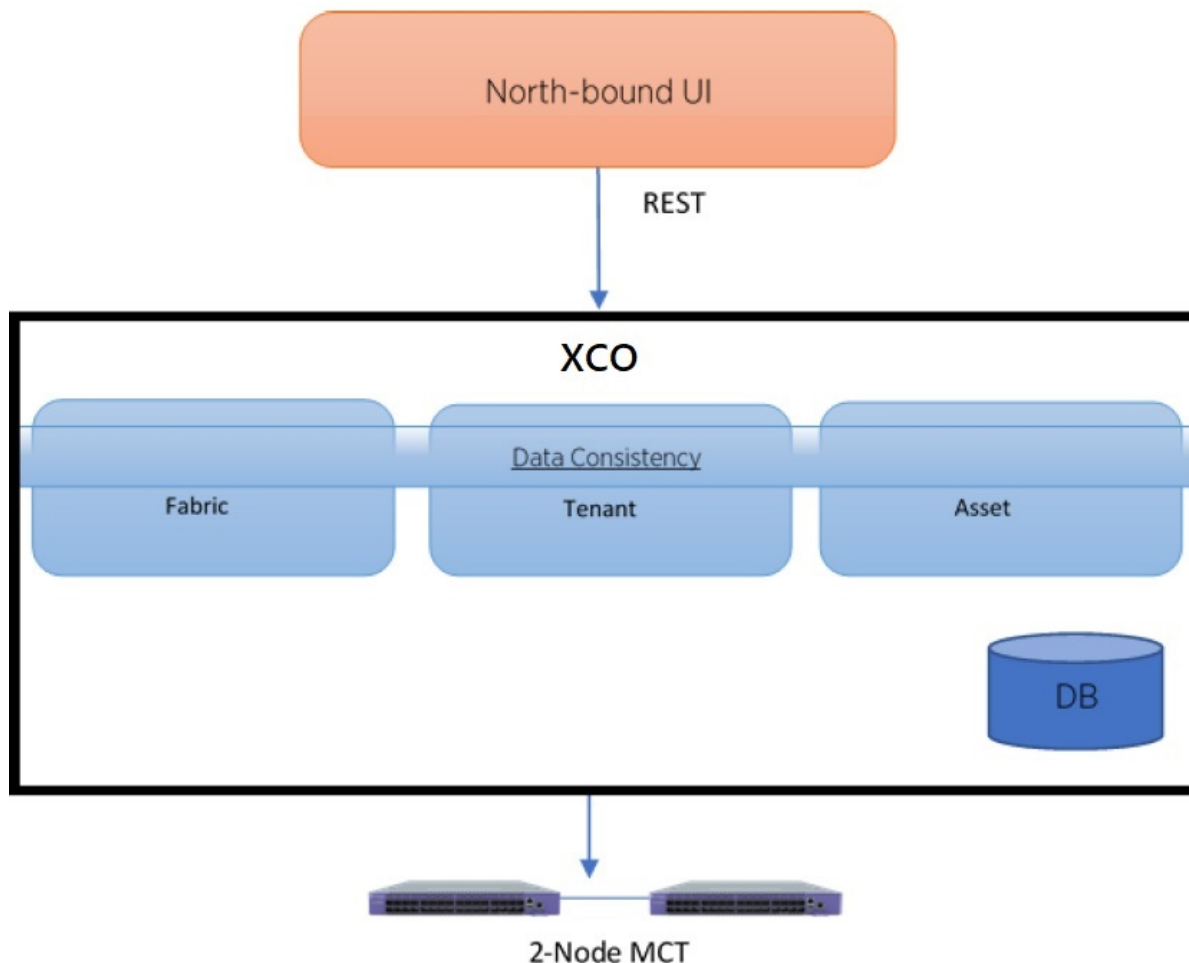 North-bound UI
REST
XCO
Data Consistency
Fabric
Tenant
Asset
DB
2-Node MCT